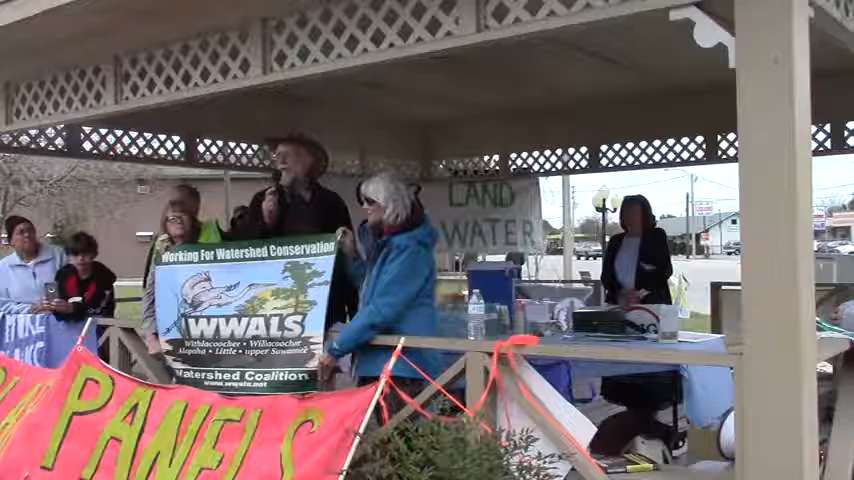 LAND
WATER
Working For Watershed Conservation
WWALS
Withlacoochee • Willacoochee
Alapaha • Little • upper Suwannee
Watershed Coalition
www.wwals.net
PANELS